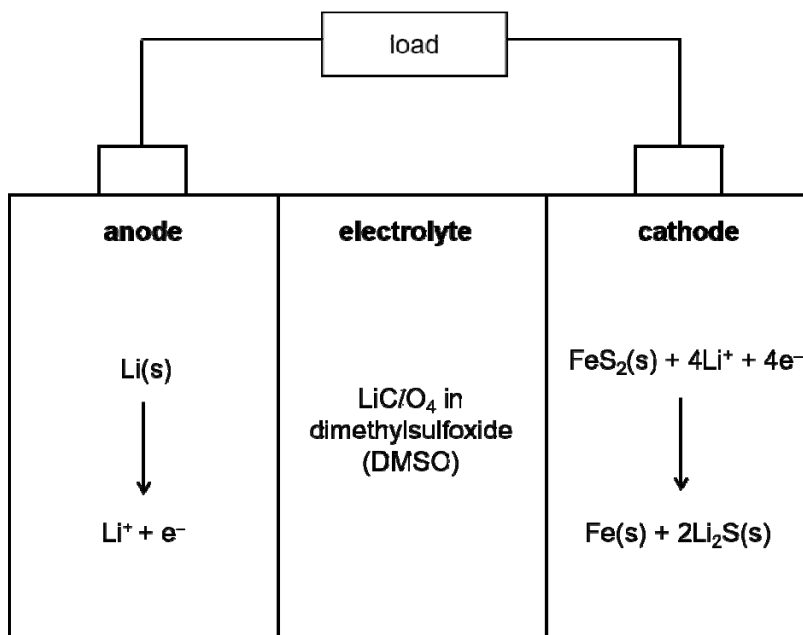 load
anode
electrolyte
cathode
Li(s)
Li⁺ + e⁻
LiClO₄ in
dimethylsulfoxide
(DMSO)
FeS₂(s) + 4Li⁺ + 4e⁻
Fe(s) + 2Li₂S(s)